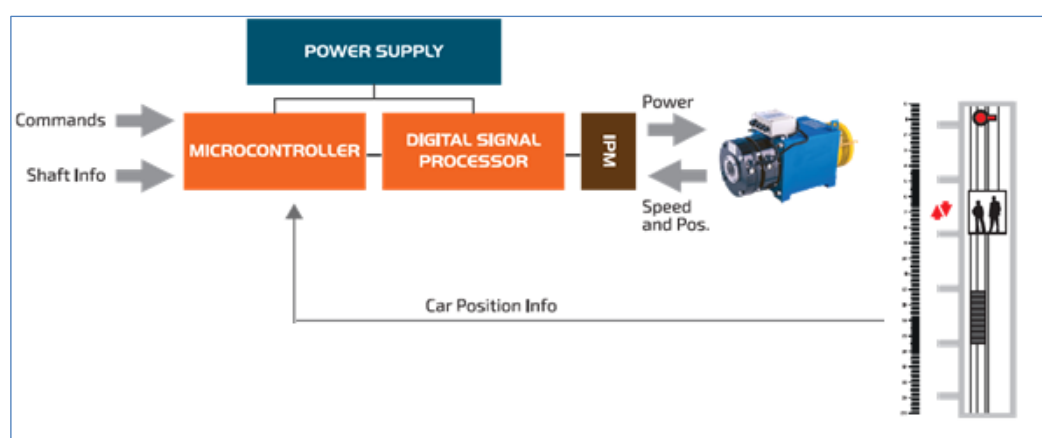 POWER SUPPLY
Commands
Shaft Info
MICROCONTROLLER
DIGITAL SIGNAL
PROCESSOR
IPM
Power
Speed
and Pos.
Car Position Info